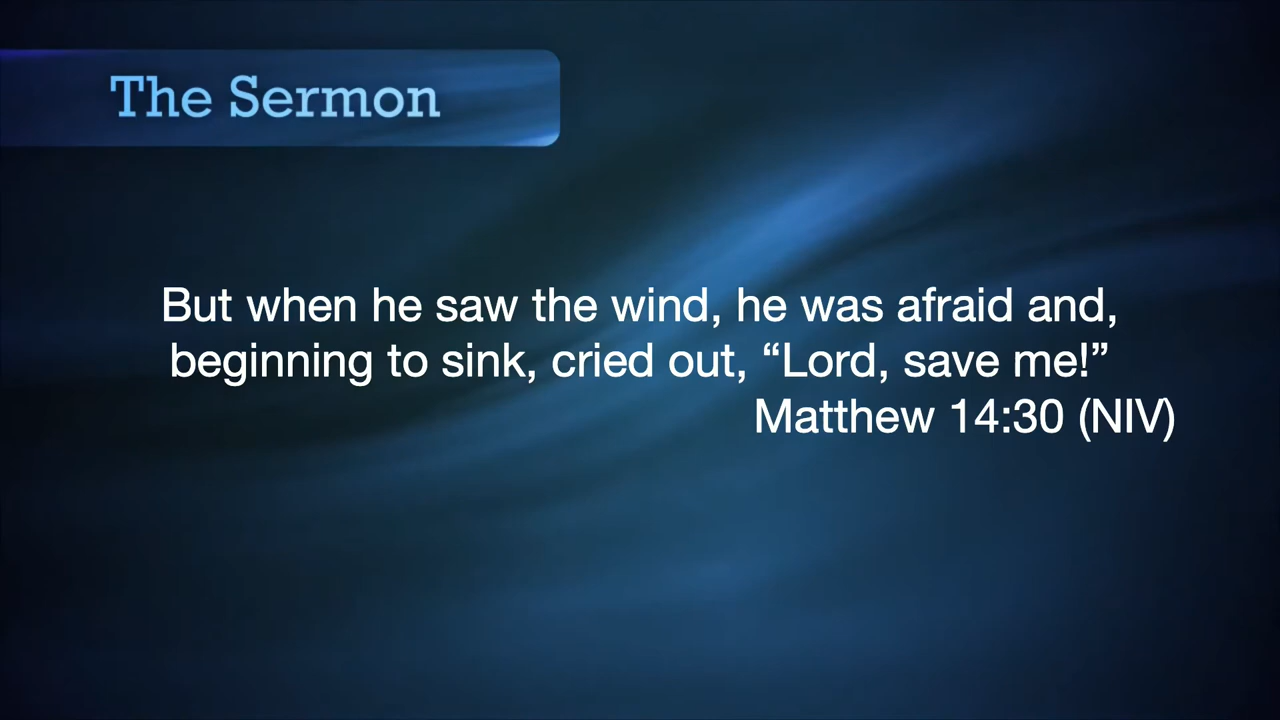 The Sermon
But when he saw the wind, he was afraid and,
beginning to sink, cried out, “Lord, save me!”
Matthew 14:30 (NIV)